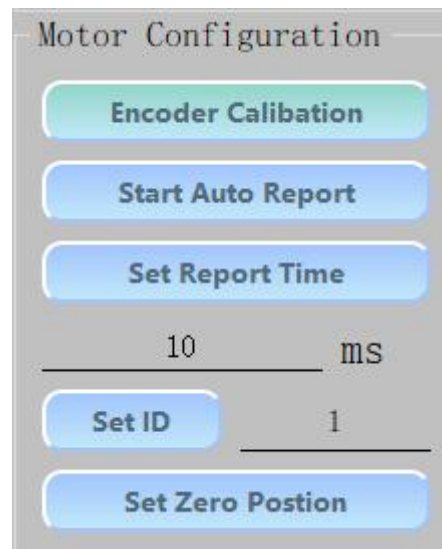 Motor Configuration
Encoder Calibation
Start Auto Report
Set Report Time
10 ms
Set ID 1
Set Zero Postion